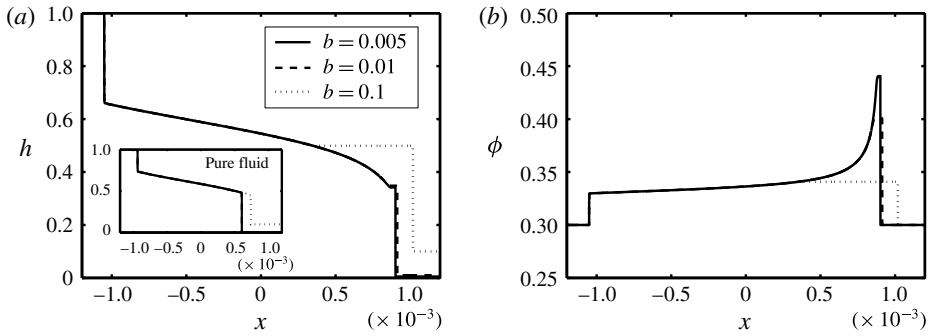 (a)
1.0
0.8
0.6
h
0.4
0.2
0
b = 0.005
b = 0.01
b = 0.1
1.0
0.5
0
Pure fluid
−1.0 −0.5 0 0.5 1.0
(× 10−3)
−1.0 −0.5 0 0.5 1.0
x
(× 10−3)
(b)
0.50
0.45
0.40
ϕ
0.35
0.30
0.25
−1.0 −0.5 0 0.5 1.0
x
(× 10−3)